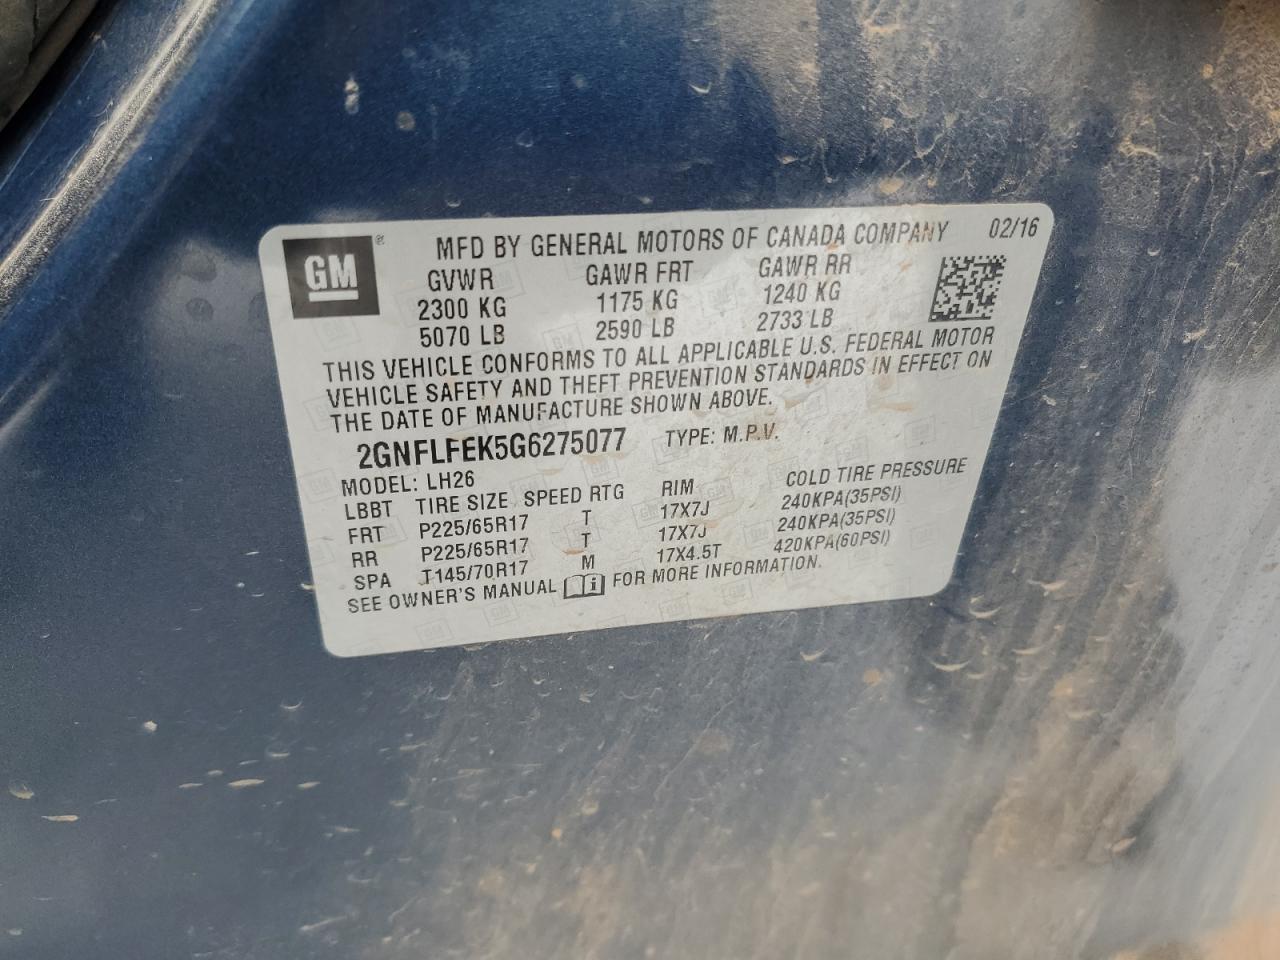 GM® MFD BY GENERAL MOTORS OF CANADA COMPANY 02/16
GVWR GAWR FRT GAWR RR
2300 KG 1175 KG 1240 KG
5070 LB 2590 LB 2733 LB
THIS VEHICLE CONFORMS TO ALL APPLICABLE U.S. FEDERAL MOTOR
VEHICLE SAFETY AND THEFT PREVENTION STANDARDS IN EFFECT ON
THE DATE OF MANUFACTURE SHOWN ABOVE.
2GNFLFEK5G6275077 TYPE: M.P.V.
MODEL: LH26
LBBT TIRE SIZE SPEED RTG RIM COLD TIRE PRESSURE
FRT P225/65R17 T 17X7J 240KPA(35PSI)
RR P225/65R17 T 17X7J 240KPA(35PSI)
SPA T145/70R17 M 17X4.5T 420KPA(60PSI)
SEE OWNER'S MANUAL i FOR MORE INFORMATION.